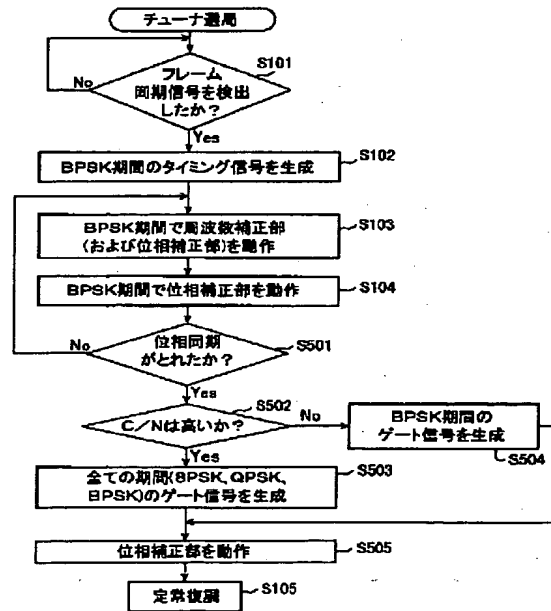 チューナ選局
S101
フレーム
同期信号を検出
したか？
No
Yes
S102
BPSK期間のタイミング信号を生成
S103
BPSK期間で周波数補正部
(および位相補正部)を動作
BPSK期間で位相補正部を動作
S104
S501
位相同期
がとれたか？
No
Yes
S502
C／Nは高いか？
No
BPSK期間の
ゲート信号を生成
S504
Yes
S503
全ての期間(8PSK、QPSK、
BPSK)のゲート信号を生成
位相補正部を動作
S505
S105
定常復調